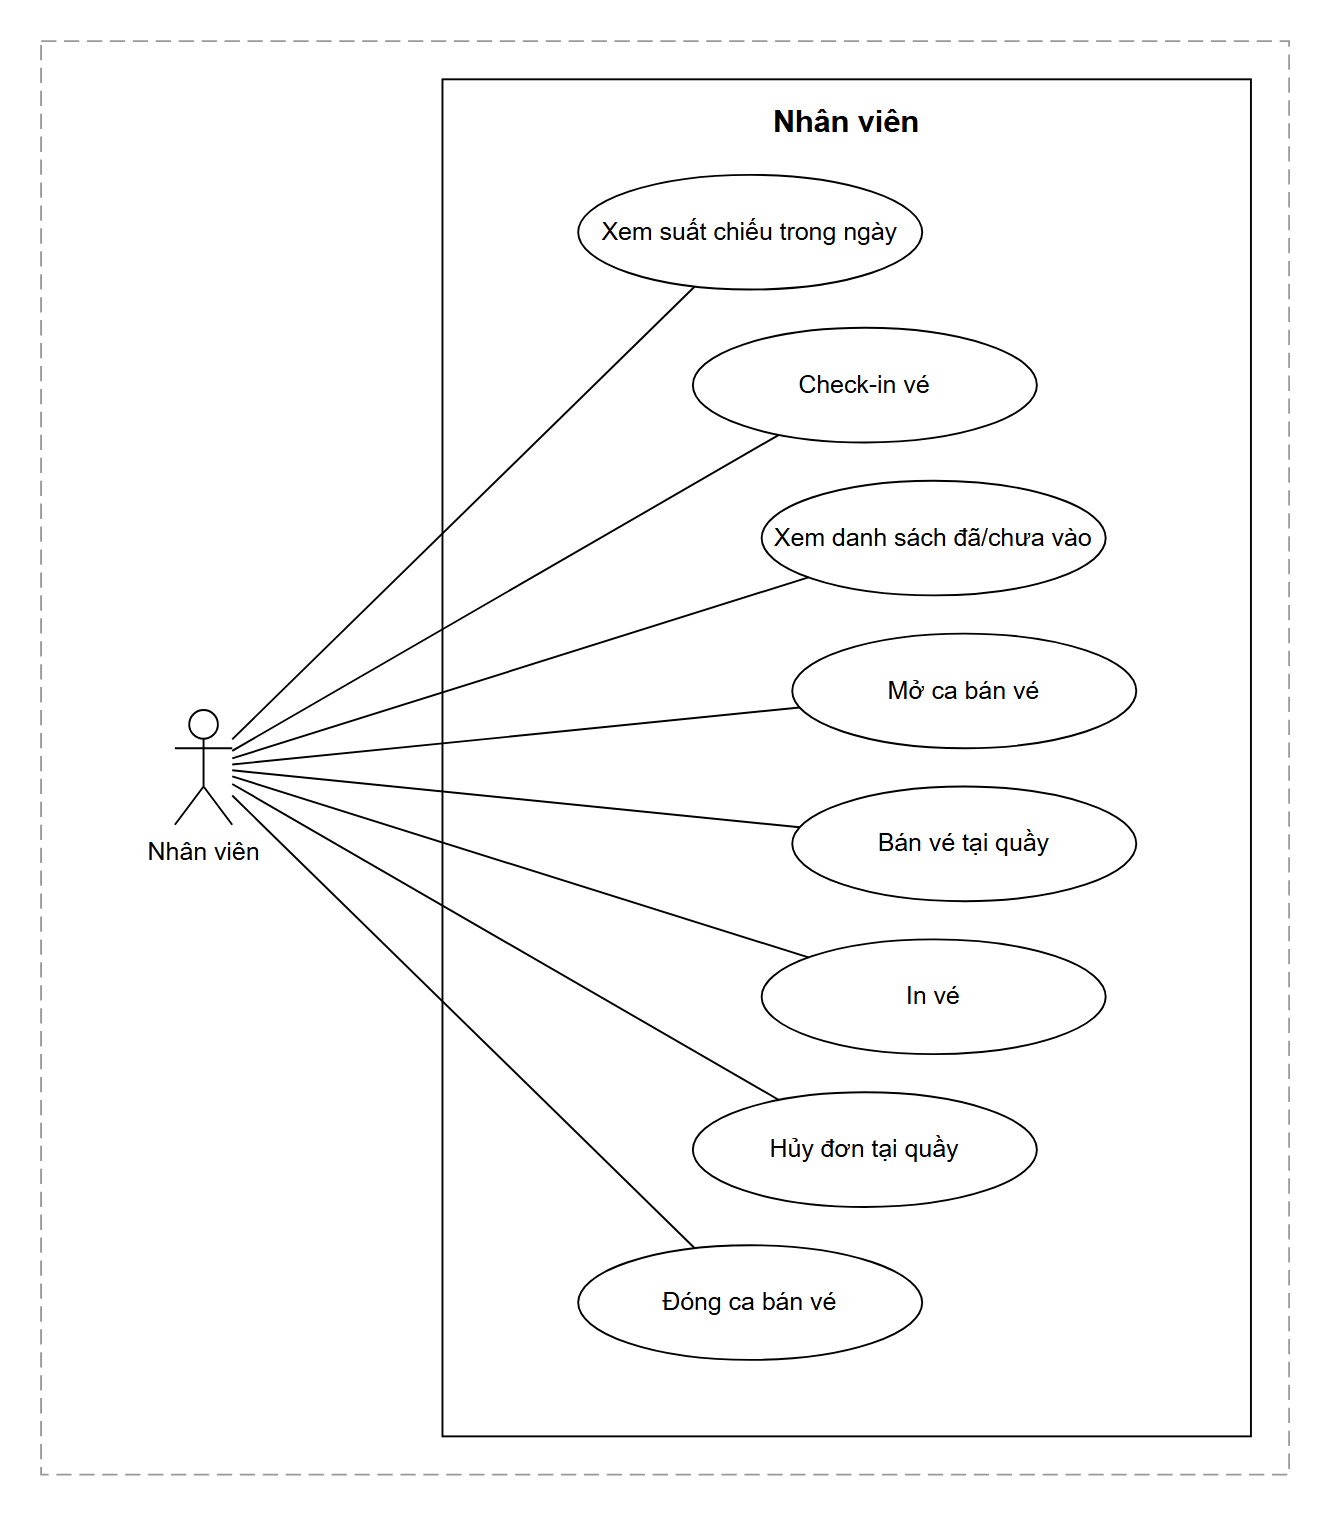 Nhân viên
Xem suất chiếu trong ngày
Check-in vé
Xem danh sách đã/chưa vào
Mở ca bán vé
Bán vé tại quầy
Nhân viên
In vé
Hủy đơn tại quầy
Đóng ca bán vé